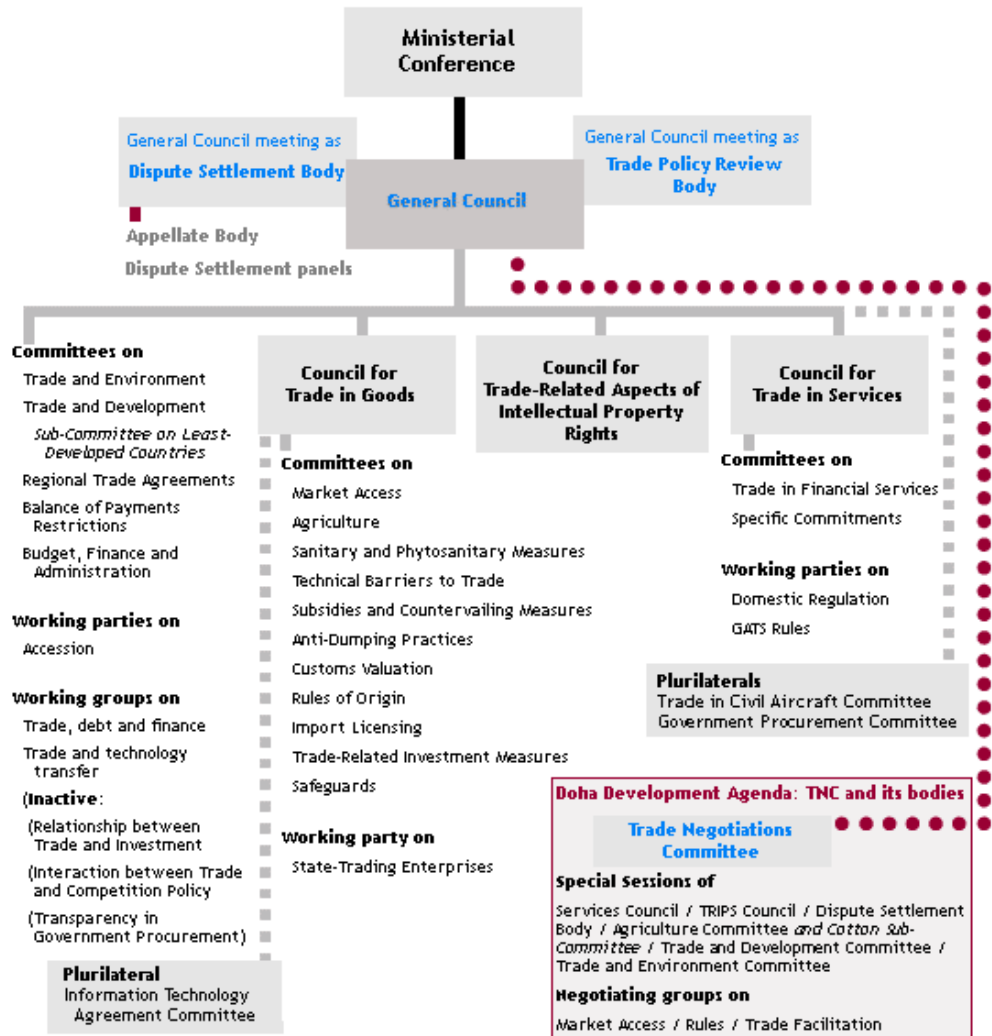 Ministerial
Conference
General Council meeting as
Dispute Settlement Body
General Council meeting as
Trade Policy Review
Body
General Council
Appellate Body
Dispute Settlement panels
Committees on
Trade and Environment
Trade and Development
Sub-Committee on Least-
Developed Countries
Regional Trade Agreements
Balance of Payments
Restrictions
Budget, Finance and
Administration
Working parties on
Accession
Working groups on
Trade, debt and finance
Trade and technology
transfer
(Inactive:
(Relationship between
Trade and Investment
(Interaction between Trade
and Competition Policy
(Transparency in
Government Procurement)
Plurilateral
Information Technology
Agreement Committee
Council for
Trade in Goods
Committees on
Market Access
Agriculture
Sanitary and Phytosanitary Measures
Technical Barriers to Trade
Subsidies and Countervailing Measures
Anti-Dumping Practices
Customs Valuation
Rules of Origin
Import Licensing
Trade-Related Investment Measures
Safeguards
Working party on
State-Trading Enterprises
Council for
Trade-Related Aspects of
Intellectual Property
Rights
Council for
Trade in Services
Committees on
Trade in Financial Services
Specific Commitments
Working parties on
Domestic Regulation
GATS Rules
Plurilaterals
Trade in Civil Aircraft Committee
Government Procurement Committee
Doha Development Agenda: TNC and its bodies
Trade Negotiations
Committee
Special Sessions of
Services Council / TRIPS Council / Dispute Settlement
Body / Agriculture Committee and Cotton Sub-
Committee / Trade and Development Committee /
Trade and Environment Committee
Negotiating groups on
Market Access / Rules / Trade Facilitation